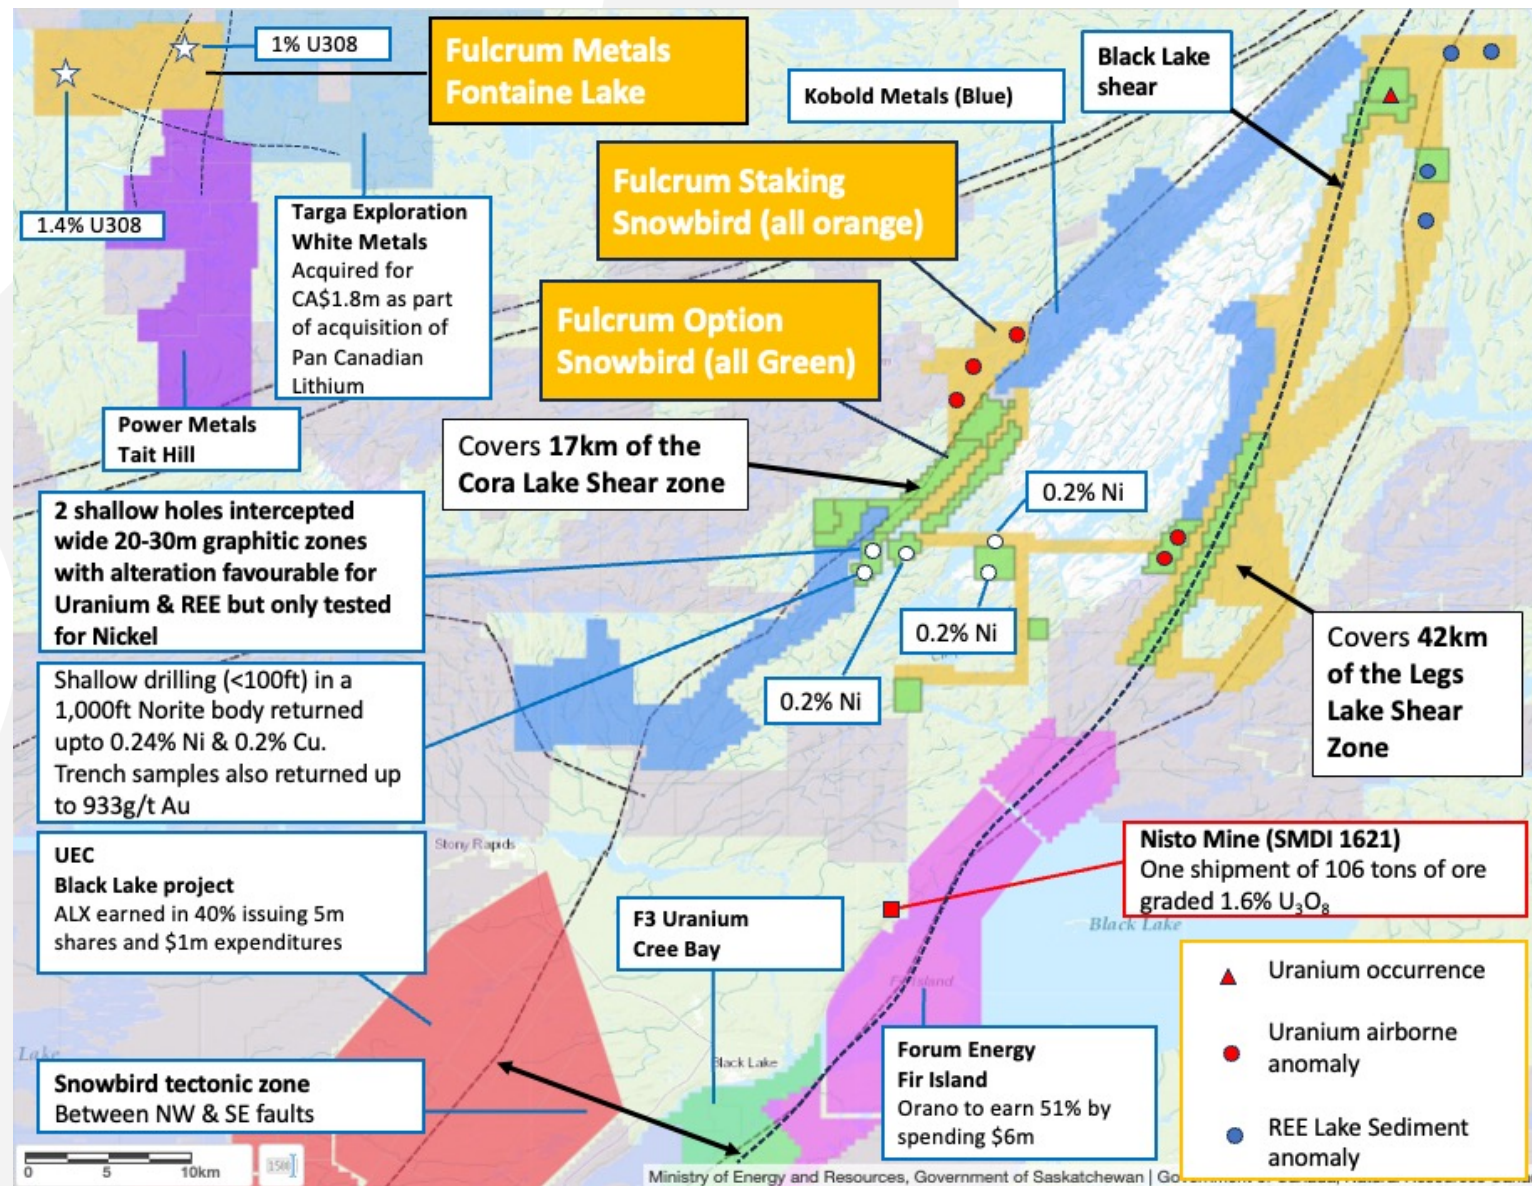 1% U308
Fulcrum Metals
Fontaine Lake
Kobold Metals (Blue)
Black Lake
shear
Fulcrum Staking
Snowbird (all orange)
1.4% U308
Targa Exploration
White Metals
Acquired for
CA$1.8m as part
of acquisition of
Pan Canadian
Lithium
Fulcrum Option
Snowbird (all Green)
Power Metals
Tait Hill
Covers 17km of the
Cora Lake Shear zone
0.2% Ni
2 shallow holes intercepted
wide 20-30m graphitic zones
with alteration favourable for
Uranium & REE but only tested
for Nickel
0.2% Ni
Covers 42km
of the Legs
Lake Shear
Zone
Shallow drilling (<100ft) in a
1,000ft Norite body returned
upto 0.24% Ni & 0.2% Cu.
Trench samples also returned up
to 933g/t Au
0.2% Ni
Stony Rapids
UEC
Black Lake project
ALX earned in 40% issuing 5m
shares and $1m expenditures
Nisto Mine (SMDI 1621)
One shipment of 106 tons of ore
graded 1.6% U₃O₈
F3 Uranium
Cree Bay
Black Lake
Fir Island
Lake
Black Lake
Snowbird tectonic zone
Between NW & SE faults
Forum Energy
Fir Island
Orano to earn 51% by
spending $6m
Uranium occurrence
Uranium airborne
anomaly
REE Lake Sediment
anomaly
0 5 10km
Ministry of Energy and Resources, Government of Saskatchewan |